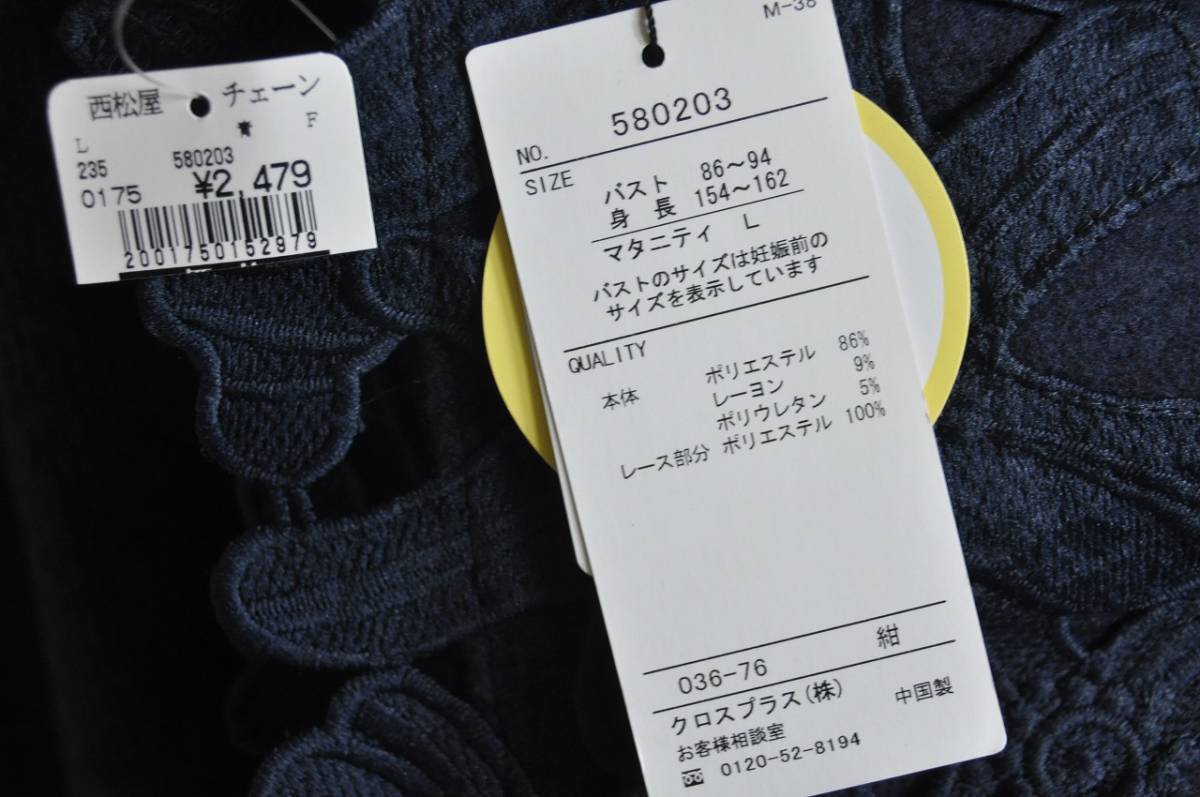 西松屋 チェーン
L 青 F
235 580203
0175 ¥2,479
2001750152979
M-38
NO. 580203
SIZE バスト 86〜94
身長 154〜162
マタニティ L
バストのサイズは妊娠前の
サイズを表示しています
QUALITY
本体 ポリエステル 86%
レーヨン 9%
ポリウレタン 5%
レース部分 ポリエステル 100%
036-76 紺
クロスプラス(株) 中国製
お客様相談室
0120-52-8194